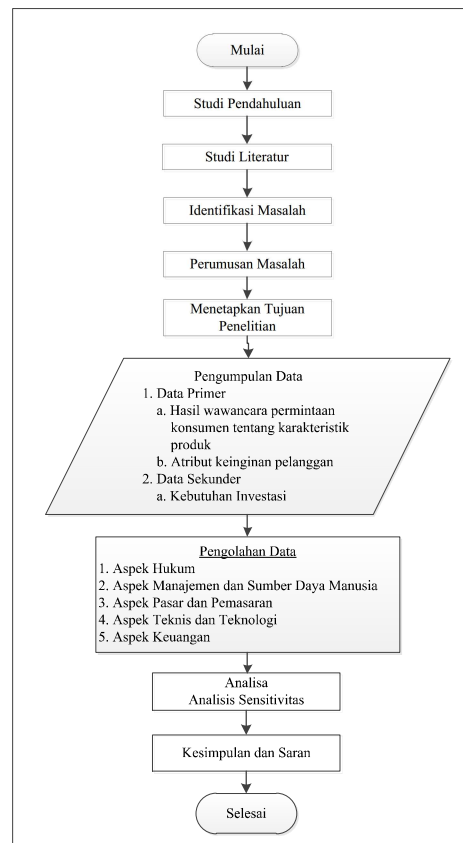 Mulai
Studi Pendahuluan
Studi Literatur
Identifikasi Masalah
Perumusan Masalah
Menetapkan Tujuan
Penelitian
Pengumpulan Data
1. Data Primer
a. Hasil wawancara permintaan
konsumen tentang karakteristik
produk
b. Atribut keinginan pelanggan
2. Data Sekunder
a. Kebutuhan Investasi
Pengolahan Data
1. Aspek Hukum
2. Aspek Manajemen dan Sumber Daya Manusia
3. Aspek Pasar dan Pemasaran
4. Aspek Teknis dan Teknologi
5. Aspek Keuangan
Analisa
Analisis Sensitivitas
Kesimpulan dan Saran
Selesai